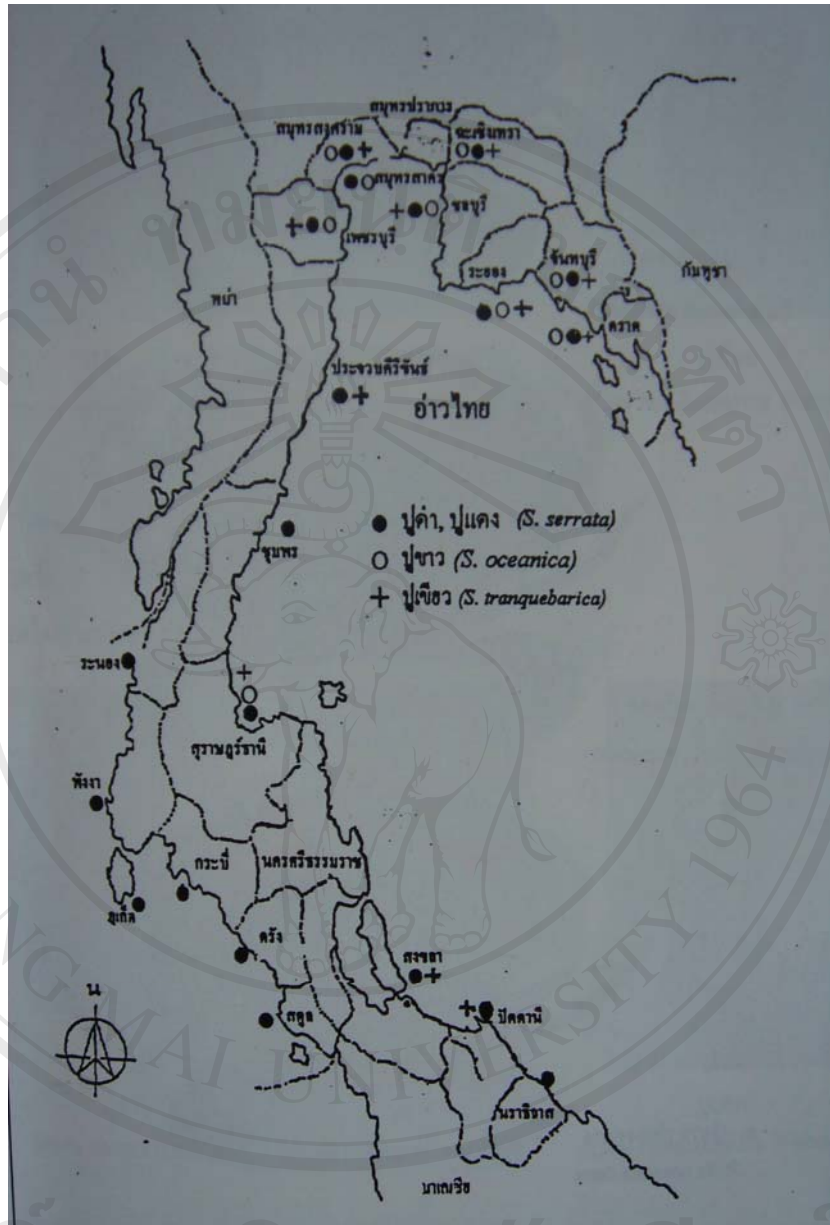 สมุทรปราการ
สมุทรสงคราม
ฉะเชิงเทรา
สมุทรสาคร
ชลบุรี
เพชรบุรี
ระยอง
จันทบุรี
กัมพูชา
พม่า
ตราด
ประจวบคีรีขันธ์
อ่าวไทย
ปูดำ, ปูแดง (S. serrata)
ปูขาว (S. oceanica)
ปูเขียว (S. tranquebarica)
ชุมพร
ระนอง
สุราษฎร์ธานี
พังงา
กระบี่
นครศรีธรรมราช
ภูเก็ต
ตรัง
สงขลา
น
สตูล
ปัตตานี
นราธิวาส
มาเลเซีย
MAI UNIVERSITY 1964